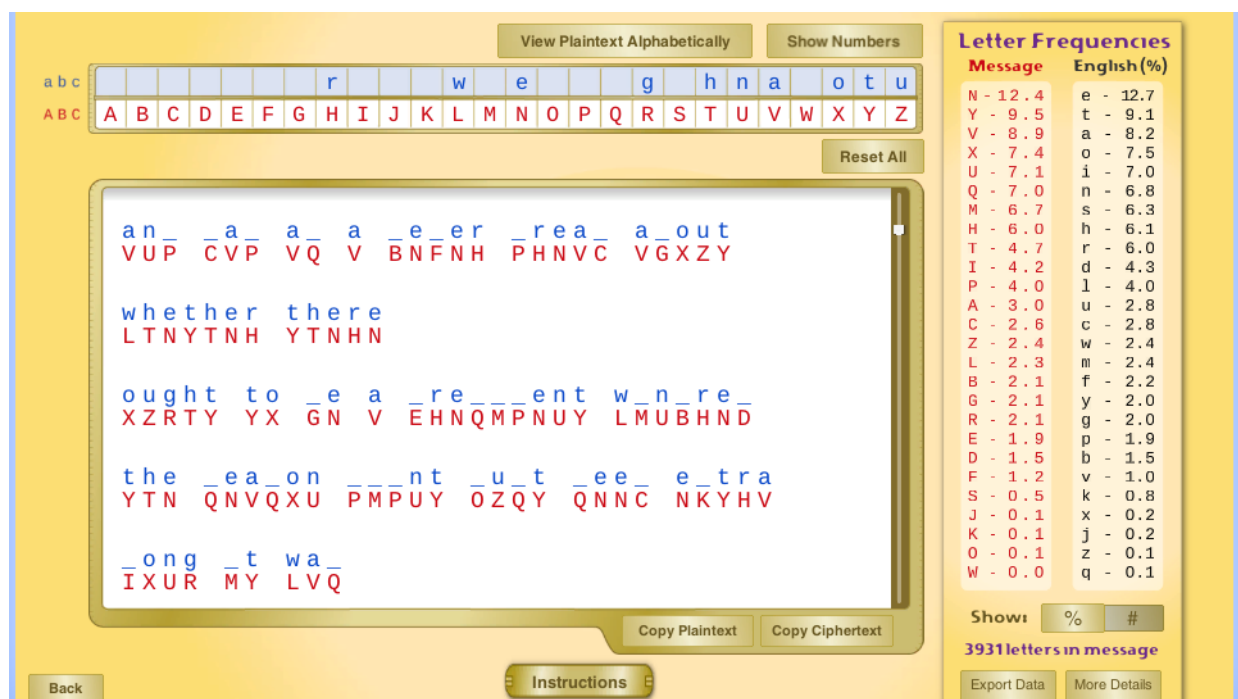 View Plaintext Alphabetically Show Numbers
abc r w e g h n a o t u
ABC A B C D E F G H I J K L M N O P Q R S T U V W X Y Z
Reset All
an_ _a_ a_ a _e_er _rea_ a_out
VUP CVP VQ V BNFNH PHNVC VGXZY
whether there
LTNYTNH YTNHN
ought to _e a _re___ent w_n_re_
XZRTY YX GN V EHNQMPNUY LMUBHND
the _ea_on ___nt _u_t _ee_ e_tra
YTN QNVQXU PMPUY OZQY QNNC NKYHV
_ong _t wa_
IXUR MY LVQ
Copy Plaintext Copy Ciphertext
Instructions
Back
Letter Frequencies
Message English (%)
N - 12.4 e - 12.7
Y - 9.5 t - 9.1
V - 8.9 a - 8.2
X - 7.4 o - 7.5
U - 7.1 i - 7.0
Q - 7.0 n - 6.8
M - 6.7 s - 6.3
H - 6.0 h - 6.1
T - 4.7 r - 6.0
I - 4.2 d - 4.3
P - 4.0 l - 4.0
A - 3.0 u - 2.8
C - 2.6 c - 2.8
Z - 2.4 w - 2.4
L - 2.3 m - 2.4
B - 2.1 f - 2.2
G - 2.1 y - 2.0
R - 2.1 g - 2.0
E - 1.9 p - 1.9
D - 1.5 b - 1.5
F - 1.2 v - 1.0
S - 0.5 k - 0.8
J - 0.1 x - 0.2
K - 0.1 j - 0.2
O - 0.1 z - 0.1
W - 0.0 q - 0.1
Show: % #
3931 letters in message
Export Data More Details